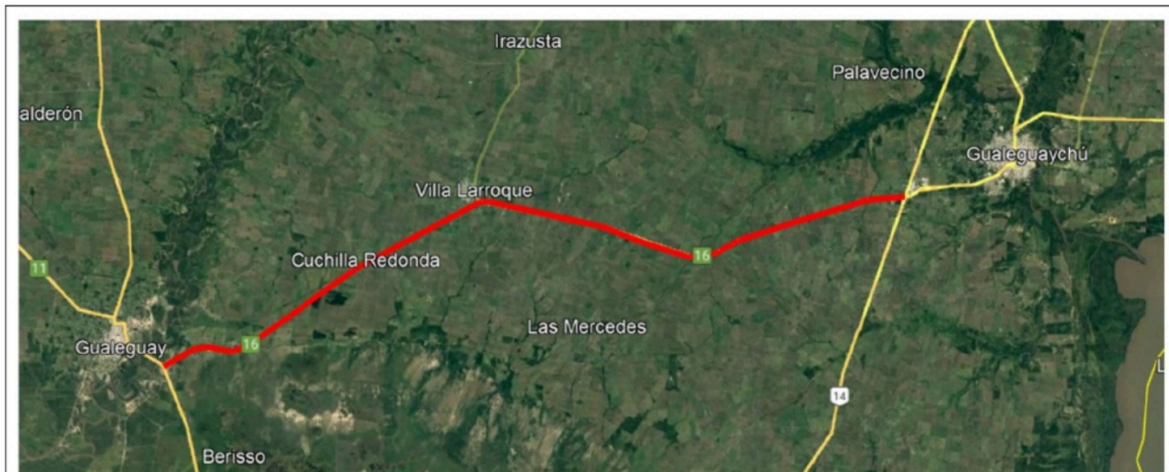 Irazusta
Palavecino
alderón
Gualeguaychú
Villa Larroque
Cuchilla Redonda
16
11
Las Mercedes
16
Gualeguay
14
L
Berisso